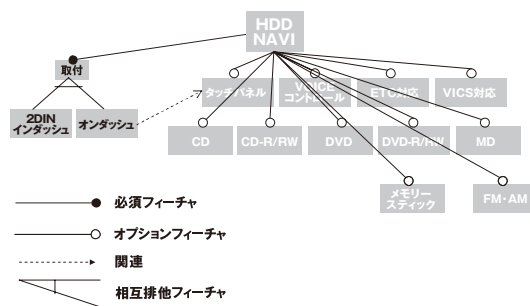 HDD
NAVI
取付
タッチパネル
VOICE
コントロール
ETC対応
VICS対応
2DIN
インダッシュ
オンダッシュ
CD
CD-R/RW
DVD
DVD-R/RW
MD
メモリー
スティック
FM・AM
必須フィーチャ
オプションフィーチャ
関連
相互排他フィーチャ